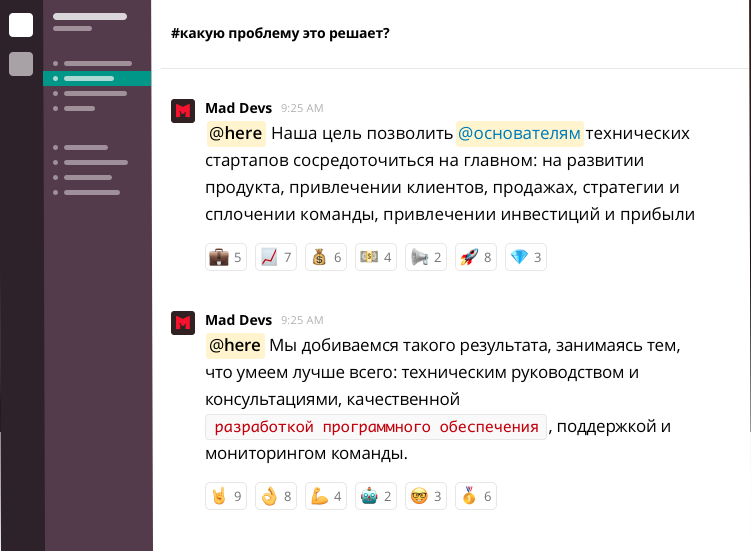 #какую проблему это решает?
Mad Devs 9:25 AM
@here Наша цель позволить @основателям технических
стартапов сосредоточиться на главном: на развитии
продукта, привлечении клиентов, продажах, стратегии и
сплочении команды, привлечении инвестиций и прибыли
5 7 6 4 2 8 3
Mad Devs 9:25 AM
@here Мы добиваемся такого результата, занимаясь тем,
что умеем лучше всего: техническим руководством и
консультациями, качественной
разработкой программного обеспечения, поддержкой и
мониторингом команды.
9 8 4 2 3 6